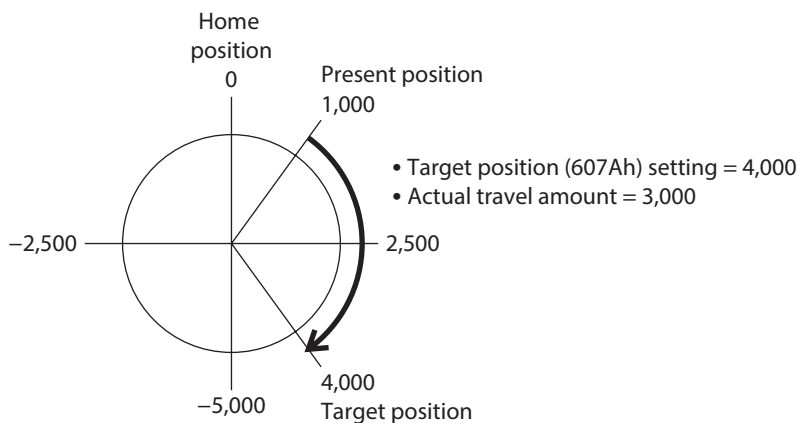 Home
position
0
Present position
1,000
• Target position (607Ah) setting = 4,000
• Actual travel amount = 3,000
−2,500
2,500
4,000
−5,000
Target position